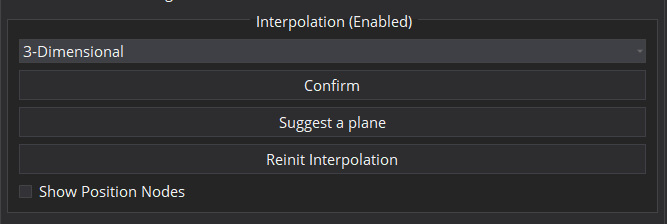 Interpolation (Enabled)
3-Dimensional
Confirm
Suggest a plane
Reinit Interpolation
Show Position Nodes